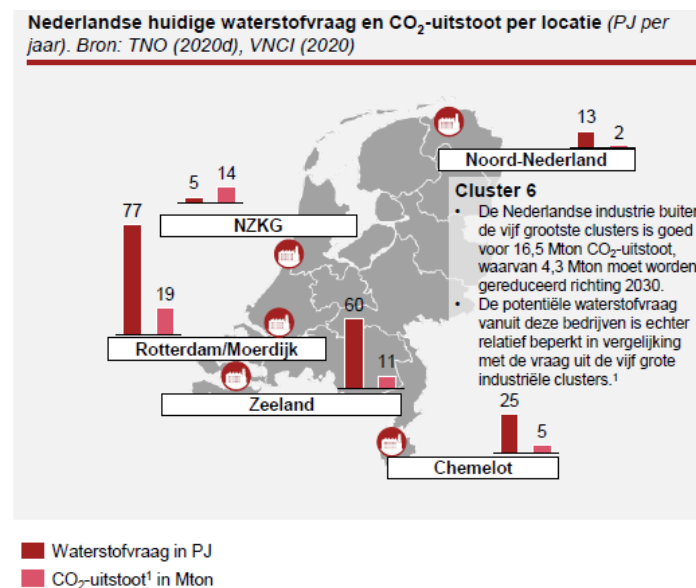 Nederlandse huidige waterstofvraag en CO₂-uitstoot per locatie (PJ per
jaar). Bron: TNO (2020d), VNCI (2020)
13
2
Noord-Nederland
5
14
NZKG
77
19
Rotterdam/Moerdijk
60
11
Zeeland
Cluster 6
• De Nederlandse industrie buiten
de vijf grootste clusters is goed
voor 16,5 Mton CO₂-uitstoot,
waarvan 4,3 Mton moet worden
gereduceerd richting 2030.
• De potentiële waterstofvraag
vanuit deze bedrijven is echter
relatief beperkt in vergelijking
met de vraag uit de vijf grote
industriële clusters.¹
25
5
Chemelot
Waterstofvraag in PJ
CO₂-uitstoot¹ in Mton